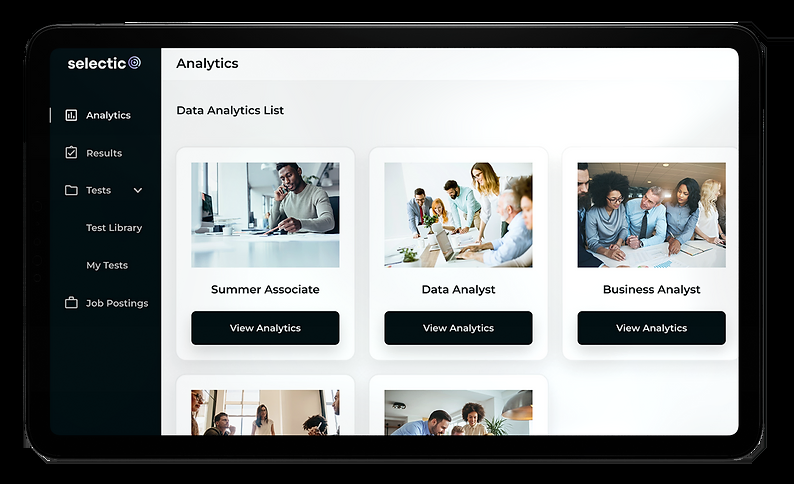 selectic
Analytics
Analytics
Results
Tests
Test Library
My Tests
Job Postings
Data Analytics List
Summer Associate
Data Analyst
Business Analyst
View Analytics
View Analytics
View Analytics